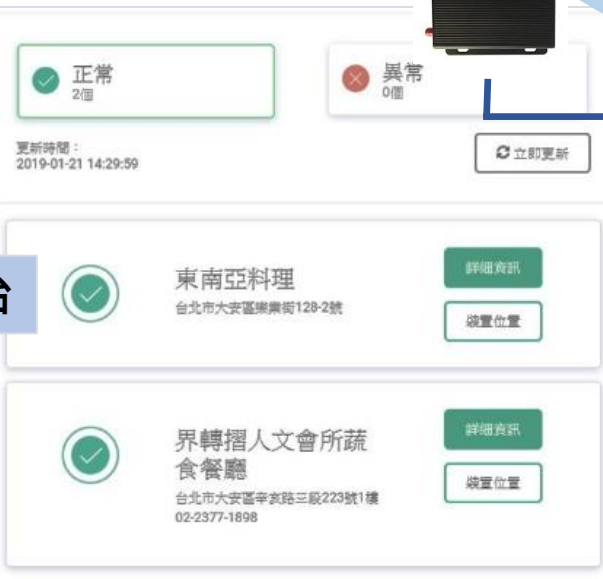 正常
2個
異常
0個
更新時間：
2019-01-21 14:29:59
立即更新
台
東南亞料理
台北市大安區樂業街128-2號
詳細資訊
裝置位置
界轉摺人文會所蔬
食餐廳
台北市大安區辛亥路三段223號1樓
02-2377-1898
詳細資訊
裝置位置